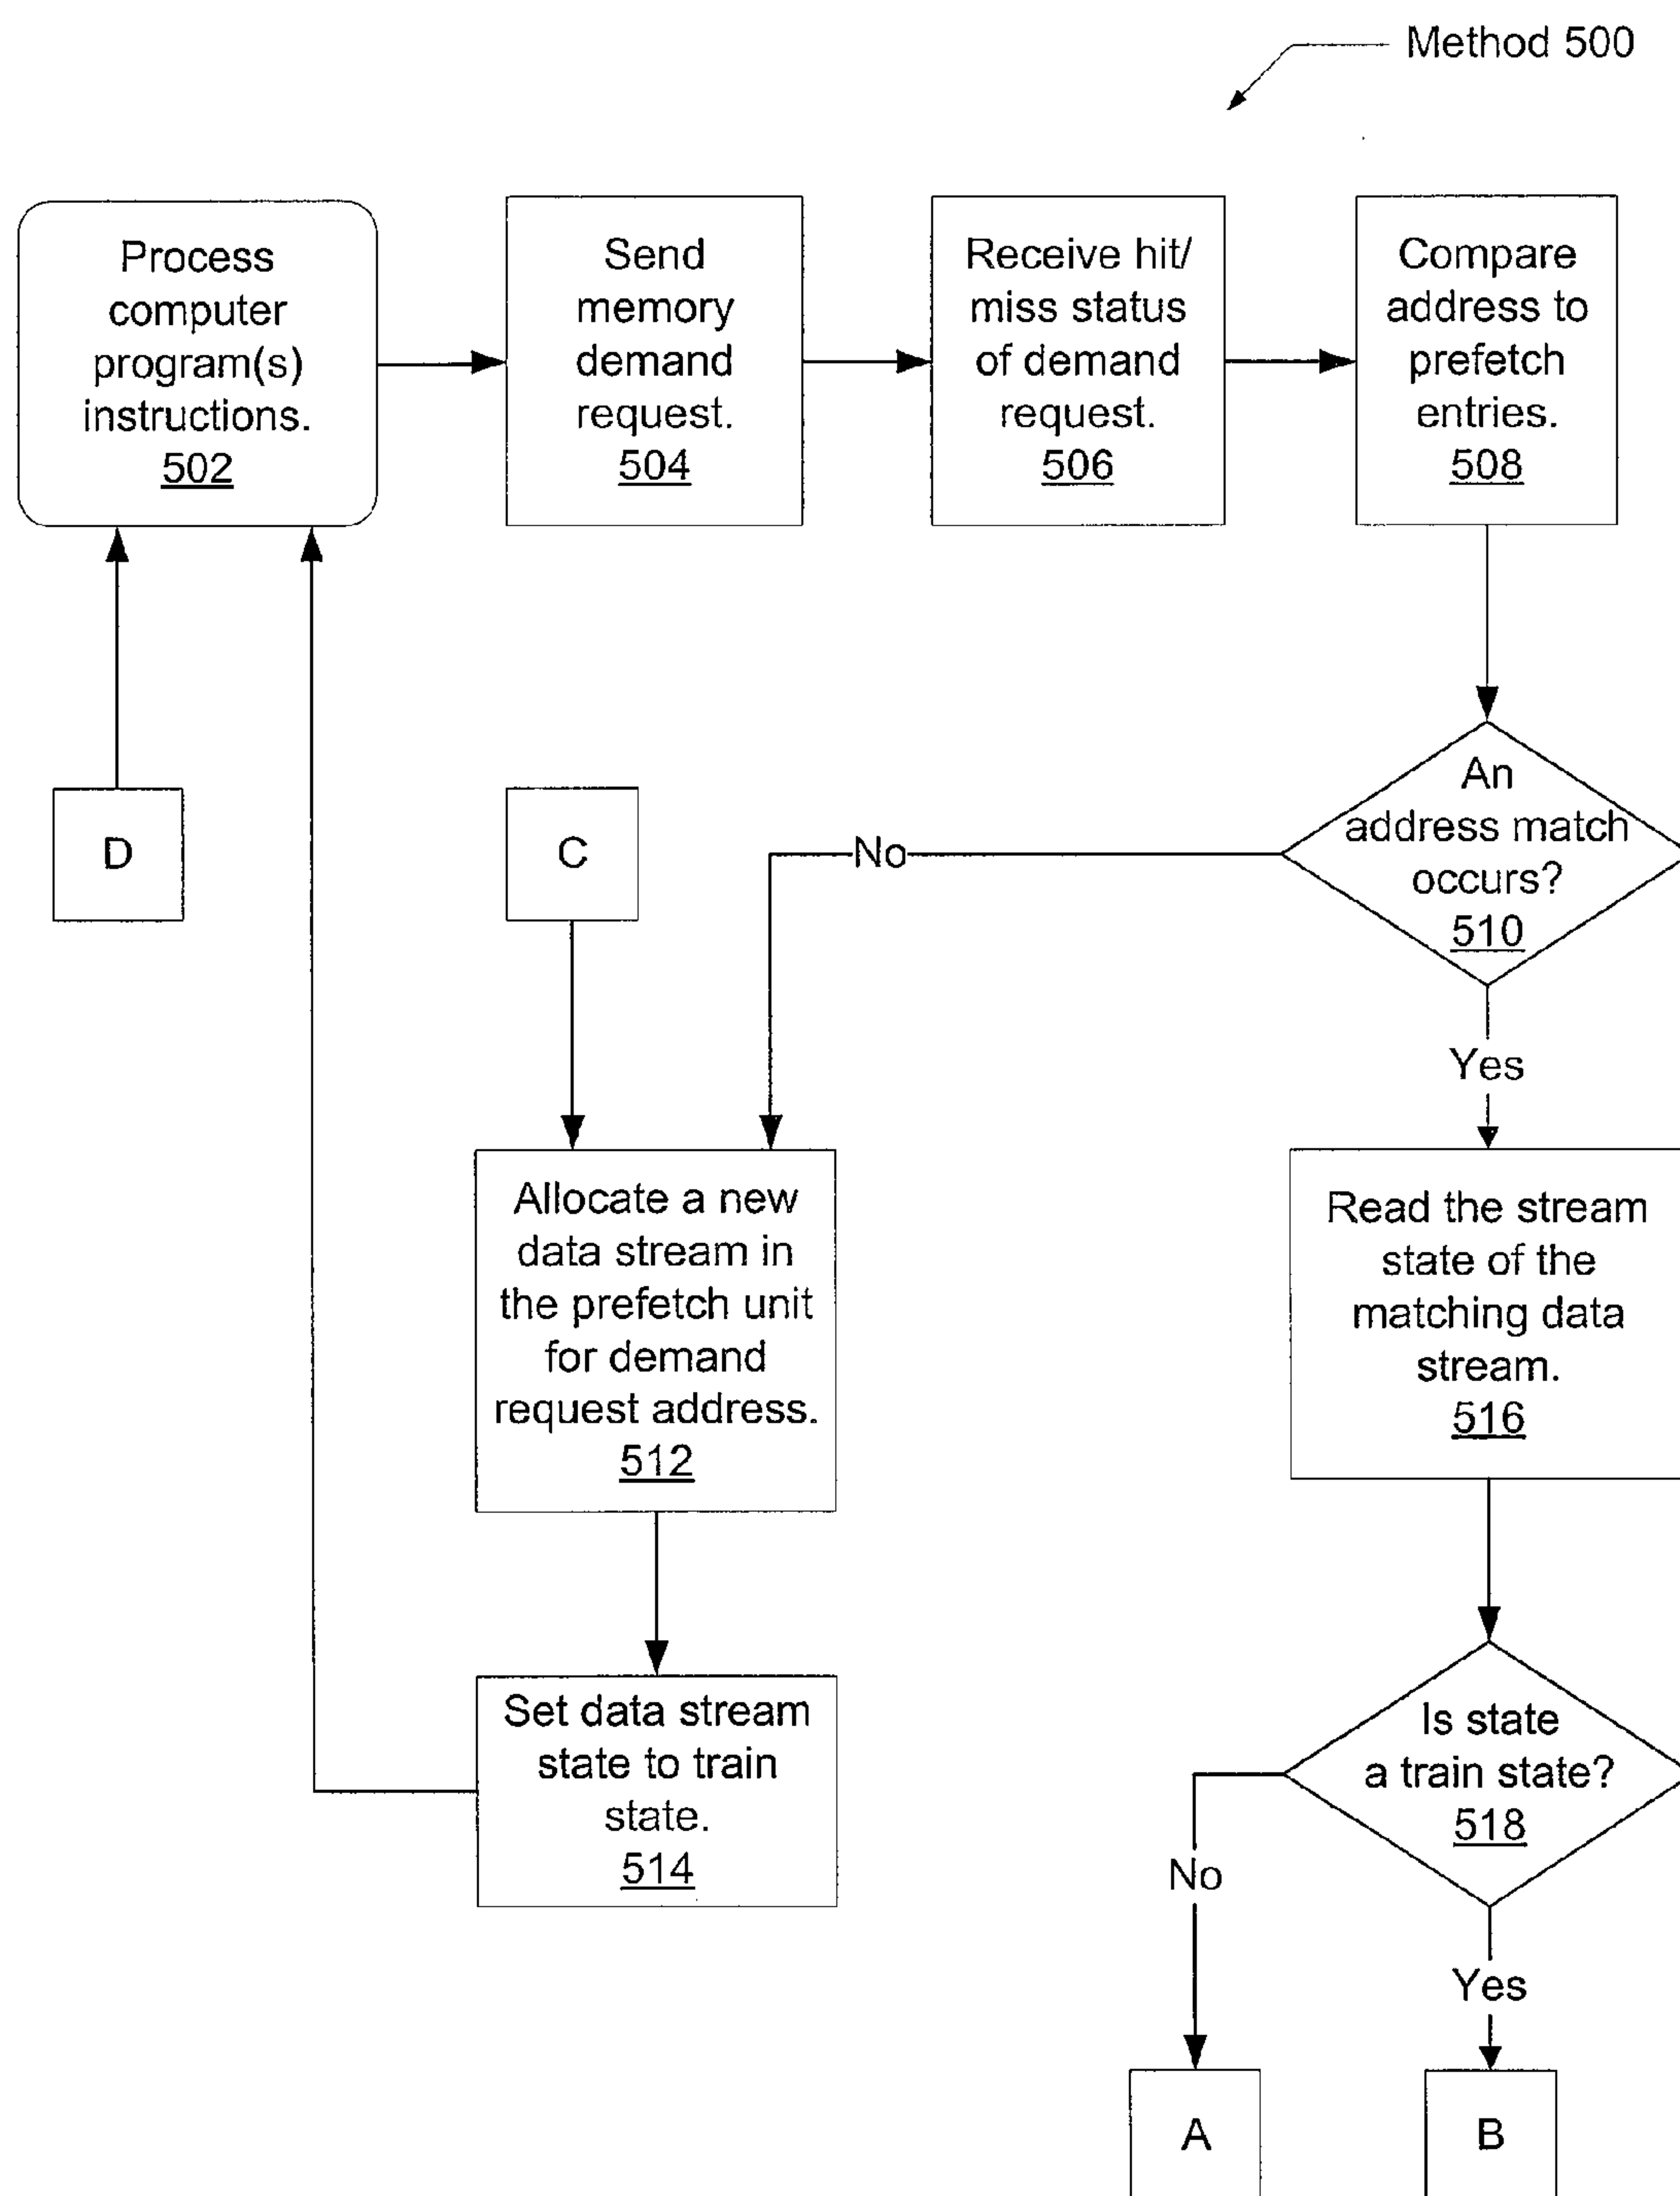 Method 500
Process
computer
program(s)
instructions.
502
Send
memory
demand
request.
504
Receive hit/
miss status
of demand
request.
506
Compare
address to
prefetch
entries.
508
D
C
No
An
address match
occurs?
510
Yes
Allocate a new
data stream in
the prefetch unit
for demand
request address.
512
Read the stream
state of the
matching data
stream.
516
Set data stream
state to train
state.
514
Is state
a train state?
518
No
Yes
A
B